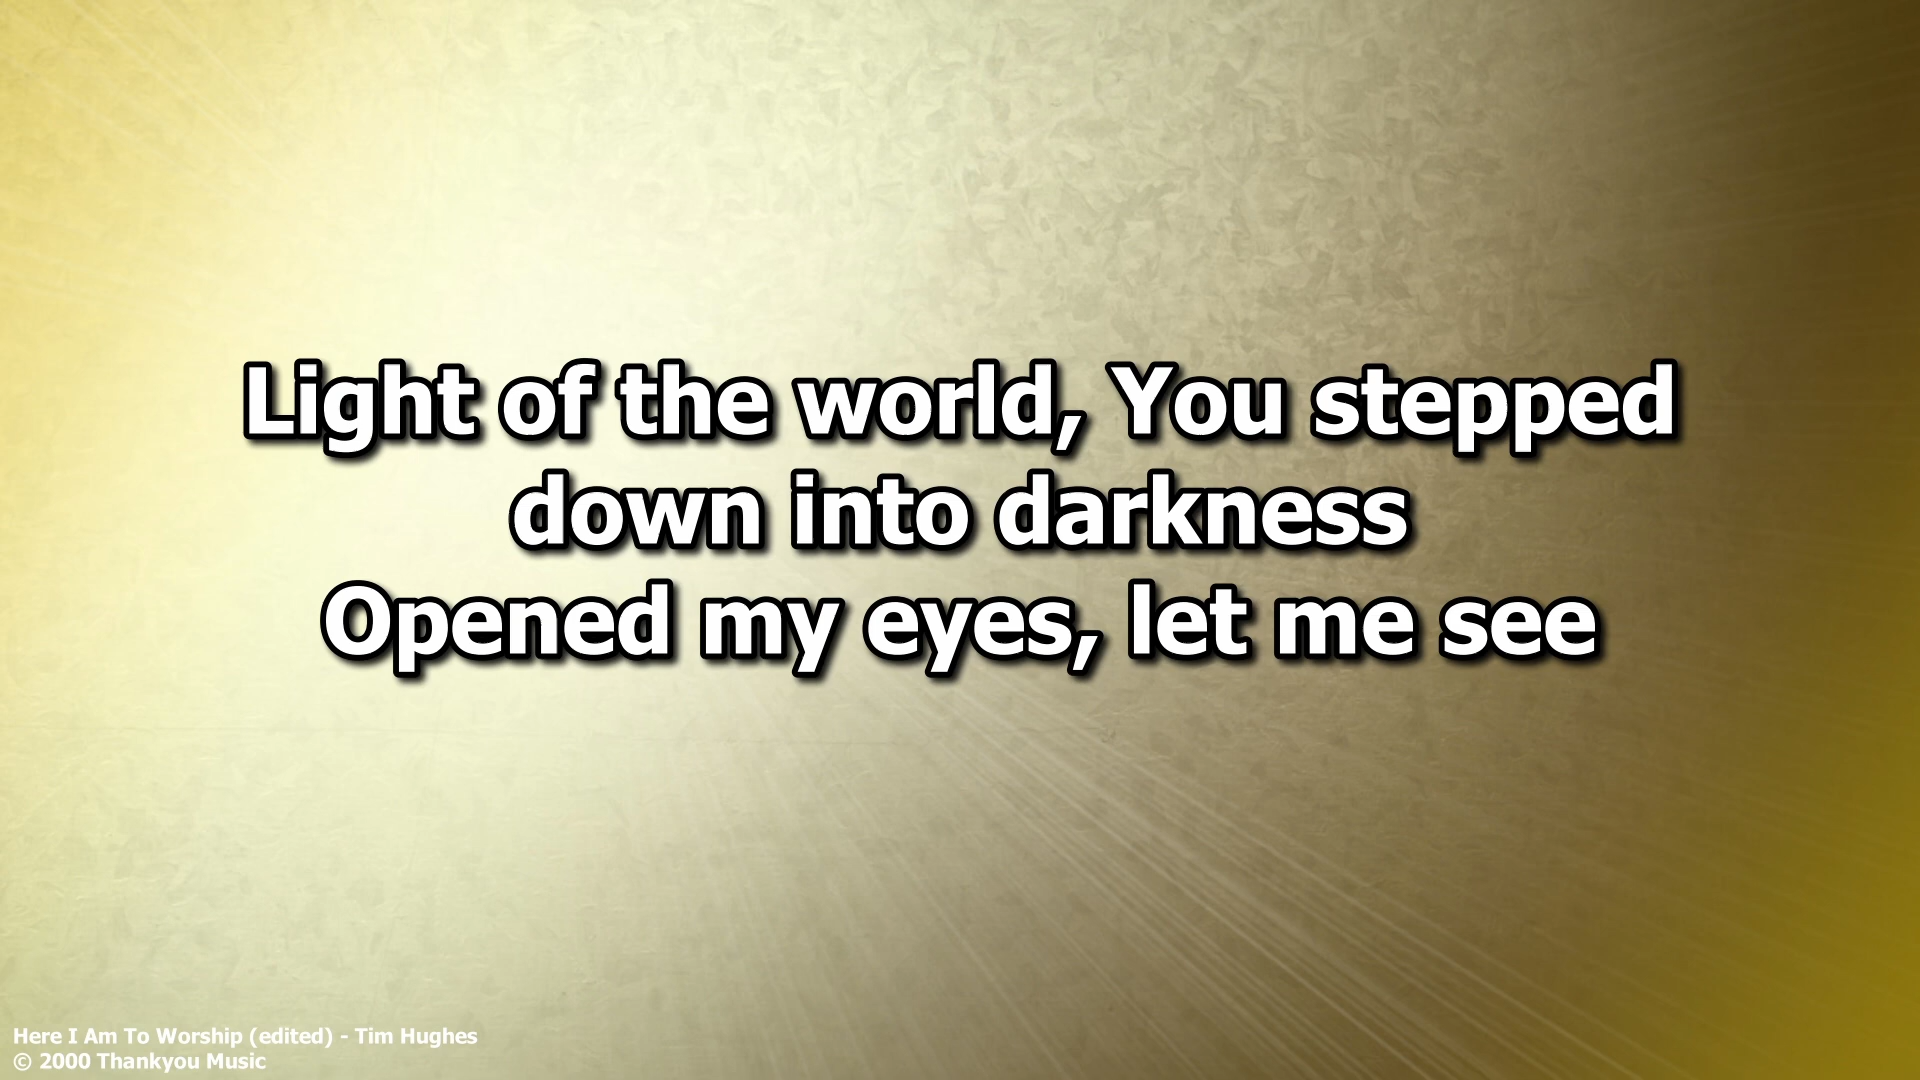 Light of the world, You stepped
down into darkness
Opened my eyes, let me see
Here I Am To Worship (edited) - Tim Hughes
© 2000 Thankyou Music